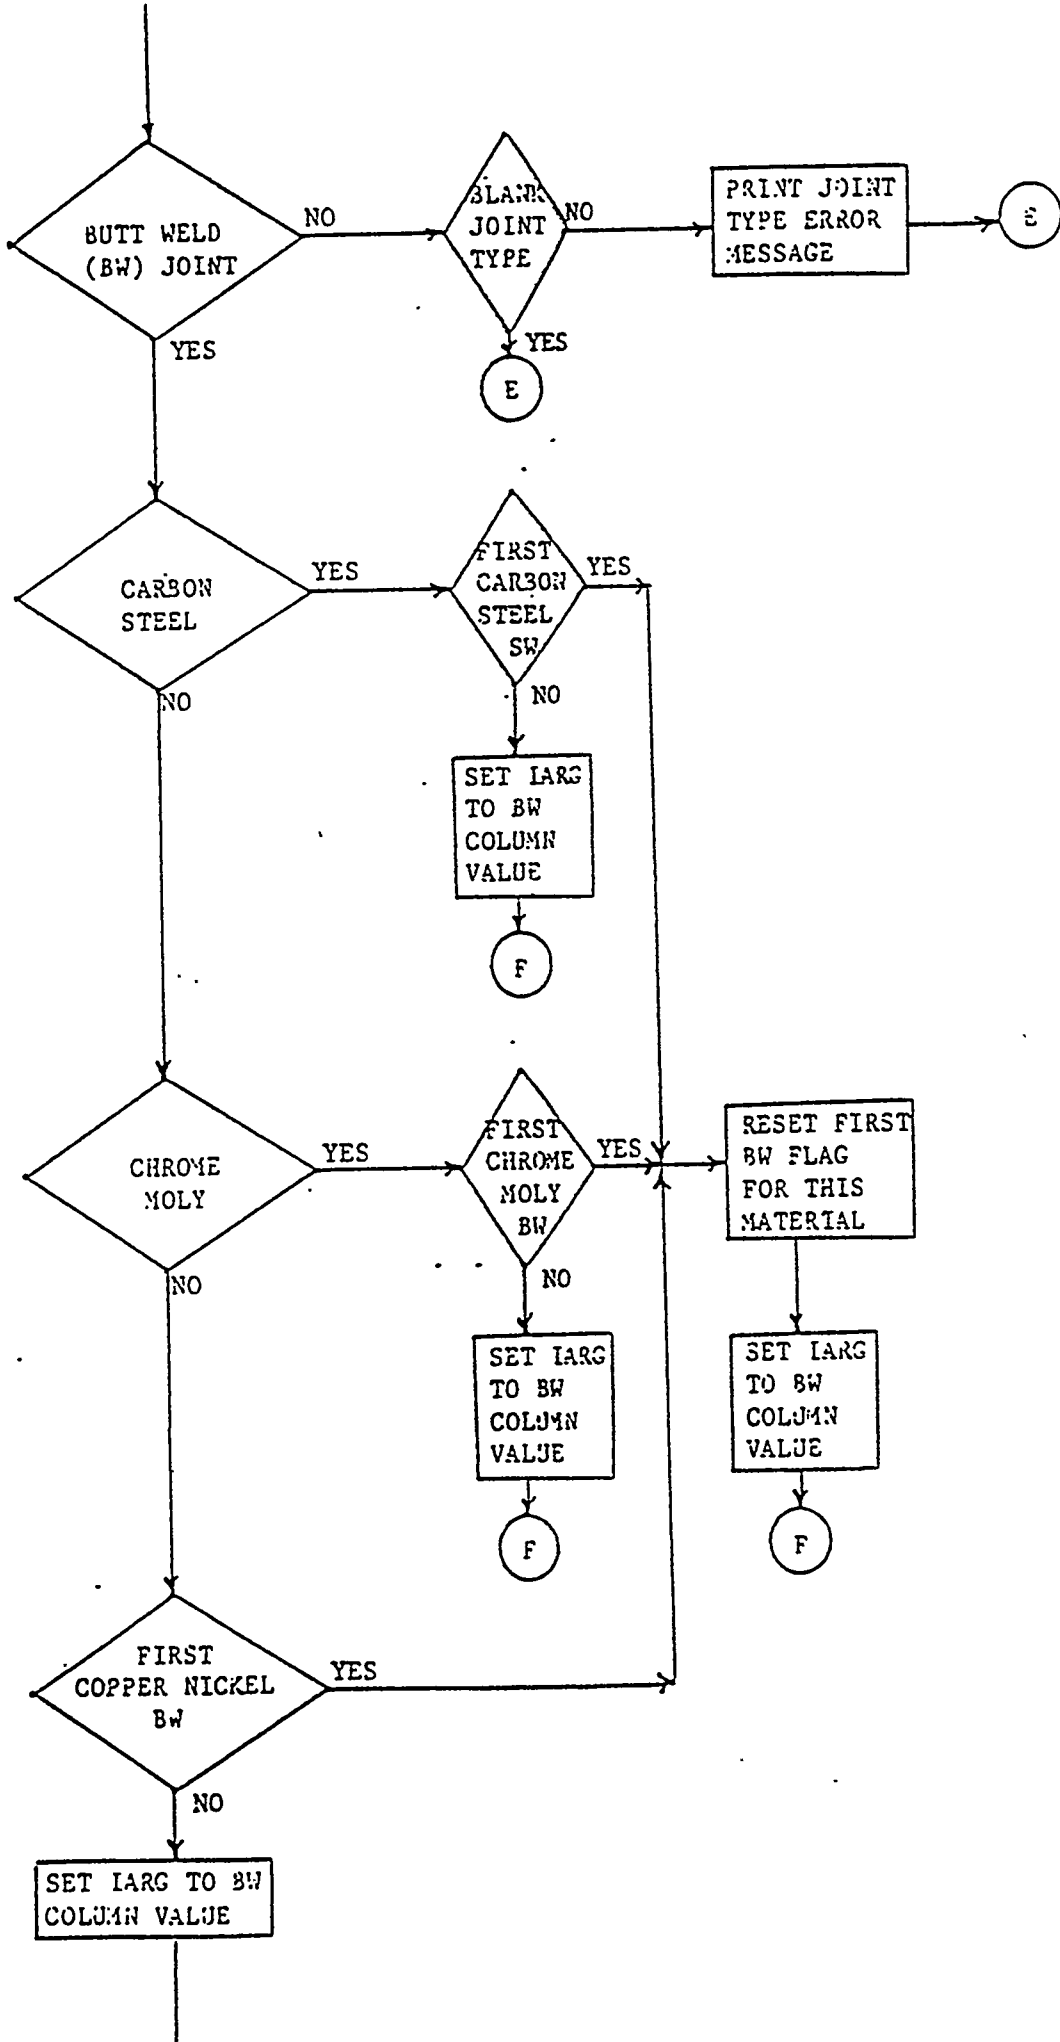 BUTT WELD
(BW) JOINT
NO
BLANK
JOINT
TYPE
NO
PRINT JOINT
TYPE ERROR
MESSAGE
E
YES
YES
E
CARBON
STEEL
YES
FIRST
CARBON
STEEL
SW
YES
NO
NO
SET IARG
TO BW
COLUMN
VALUE
F
CHROME
MOLY
YES
FIRST
CHROME
MOLY
BW
YES
RESET FIRST
BW FLAG
FOR THIS
MATERIAL
NO
NO
SET IARG
TO BW
COLUMN
VALUE
F
SET IARG
TO BW
COLUMN
VALUE
F
FIRST
COPPER NICKEL
BW
YES
NO
SET IARG TO BW
COLUMN VALUE